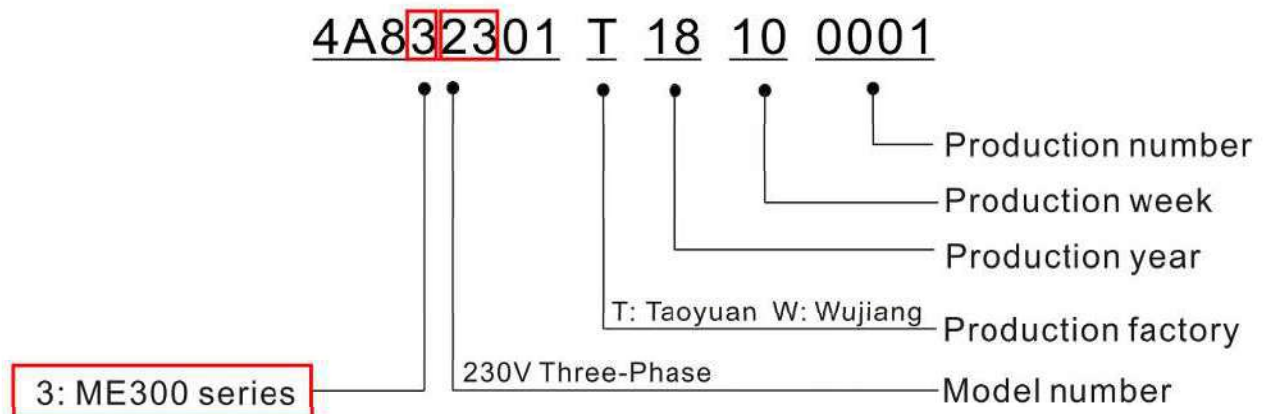 4A832301 T 18 10 0001
Production number
Production week
Production year
T: Taoyuan W: Wujiang
Production factory
230V Three-Phase
Model number
3: ME300 series